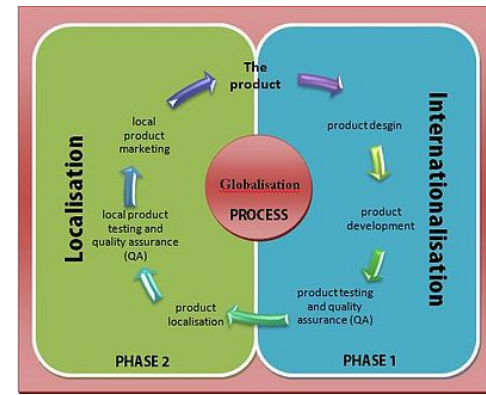 The
product
product desgin
product
development
product testing
and quality
assurance (QA)
Internationalisation
PHASE 1
Globalisation
PROCESS
product
localisation
local product
testing and
quality assurance
(QA)
local
product
marketing
Localisation
PHASE 2